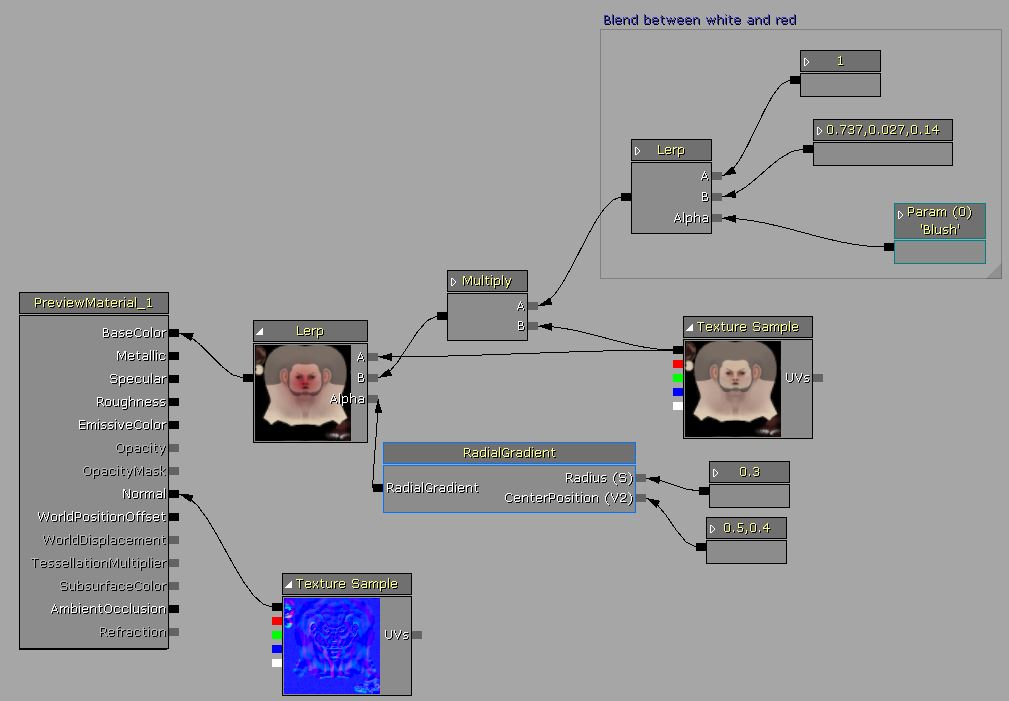 Blend between white and red
1
0.737,0.027,0.14
Lerp
A
B
Alpha
Param (0)
'Blush'
Multiply
A
B
PreviewMaterial_1
BaseColor
Metallic
Specular
Roughness
EmissiveColor
Opacity
OpacityMask
Normal
WorldPositionOffset
WorldDisplacement
TessellationMultiplier
SubsurfaceColor
AmbientOcclusion
Refraction
Lerp
A
B
Alpha
Texture Sample
UVs
RadialGradient
RadialGradient
Radius (S)
CenterPosition (V2)
0.3
0.5,0.4
Texture Sample
UVs